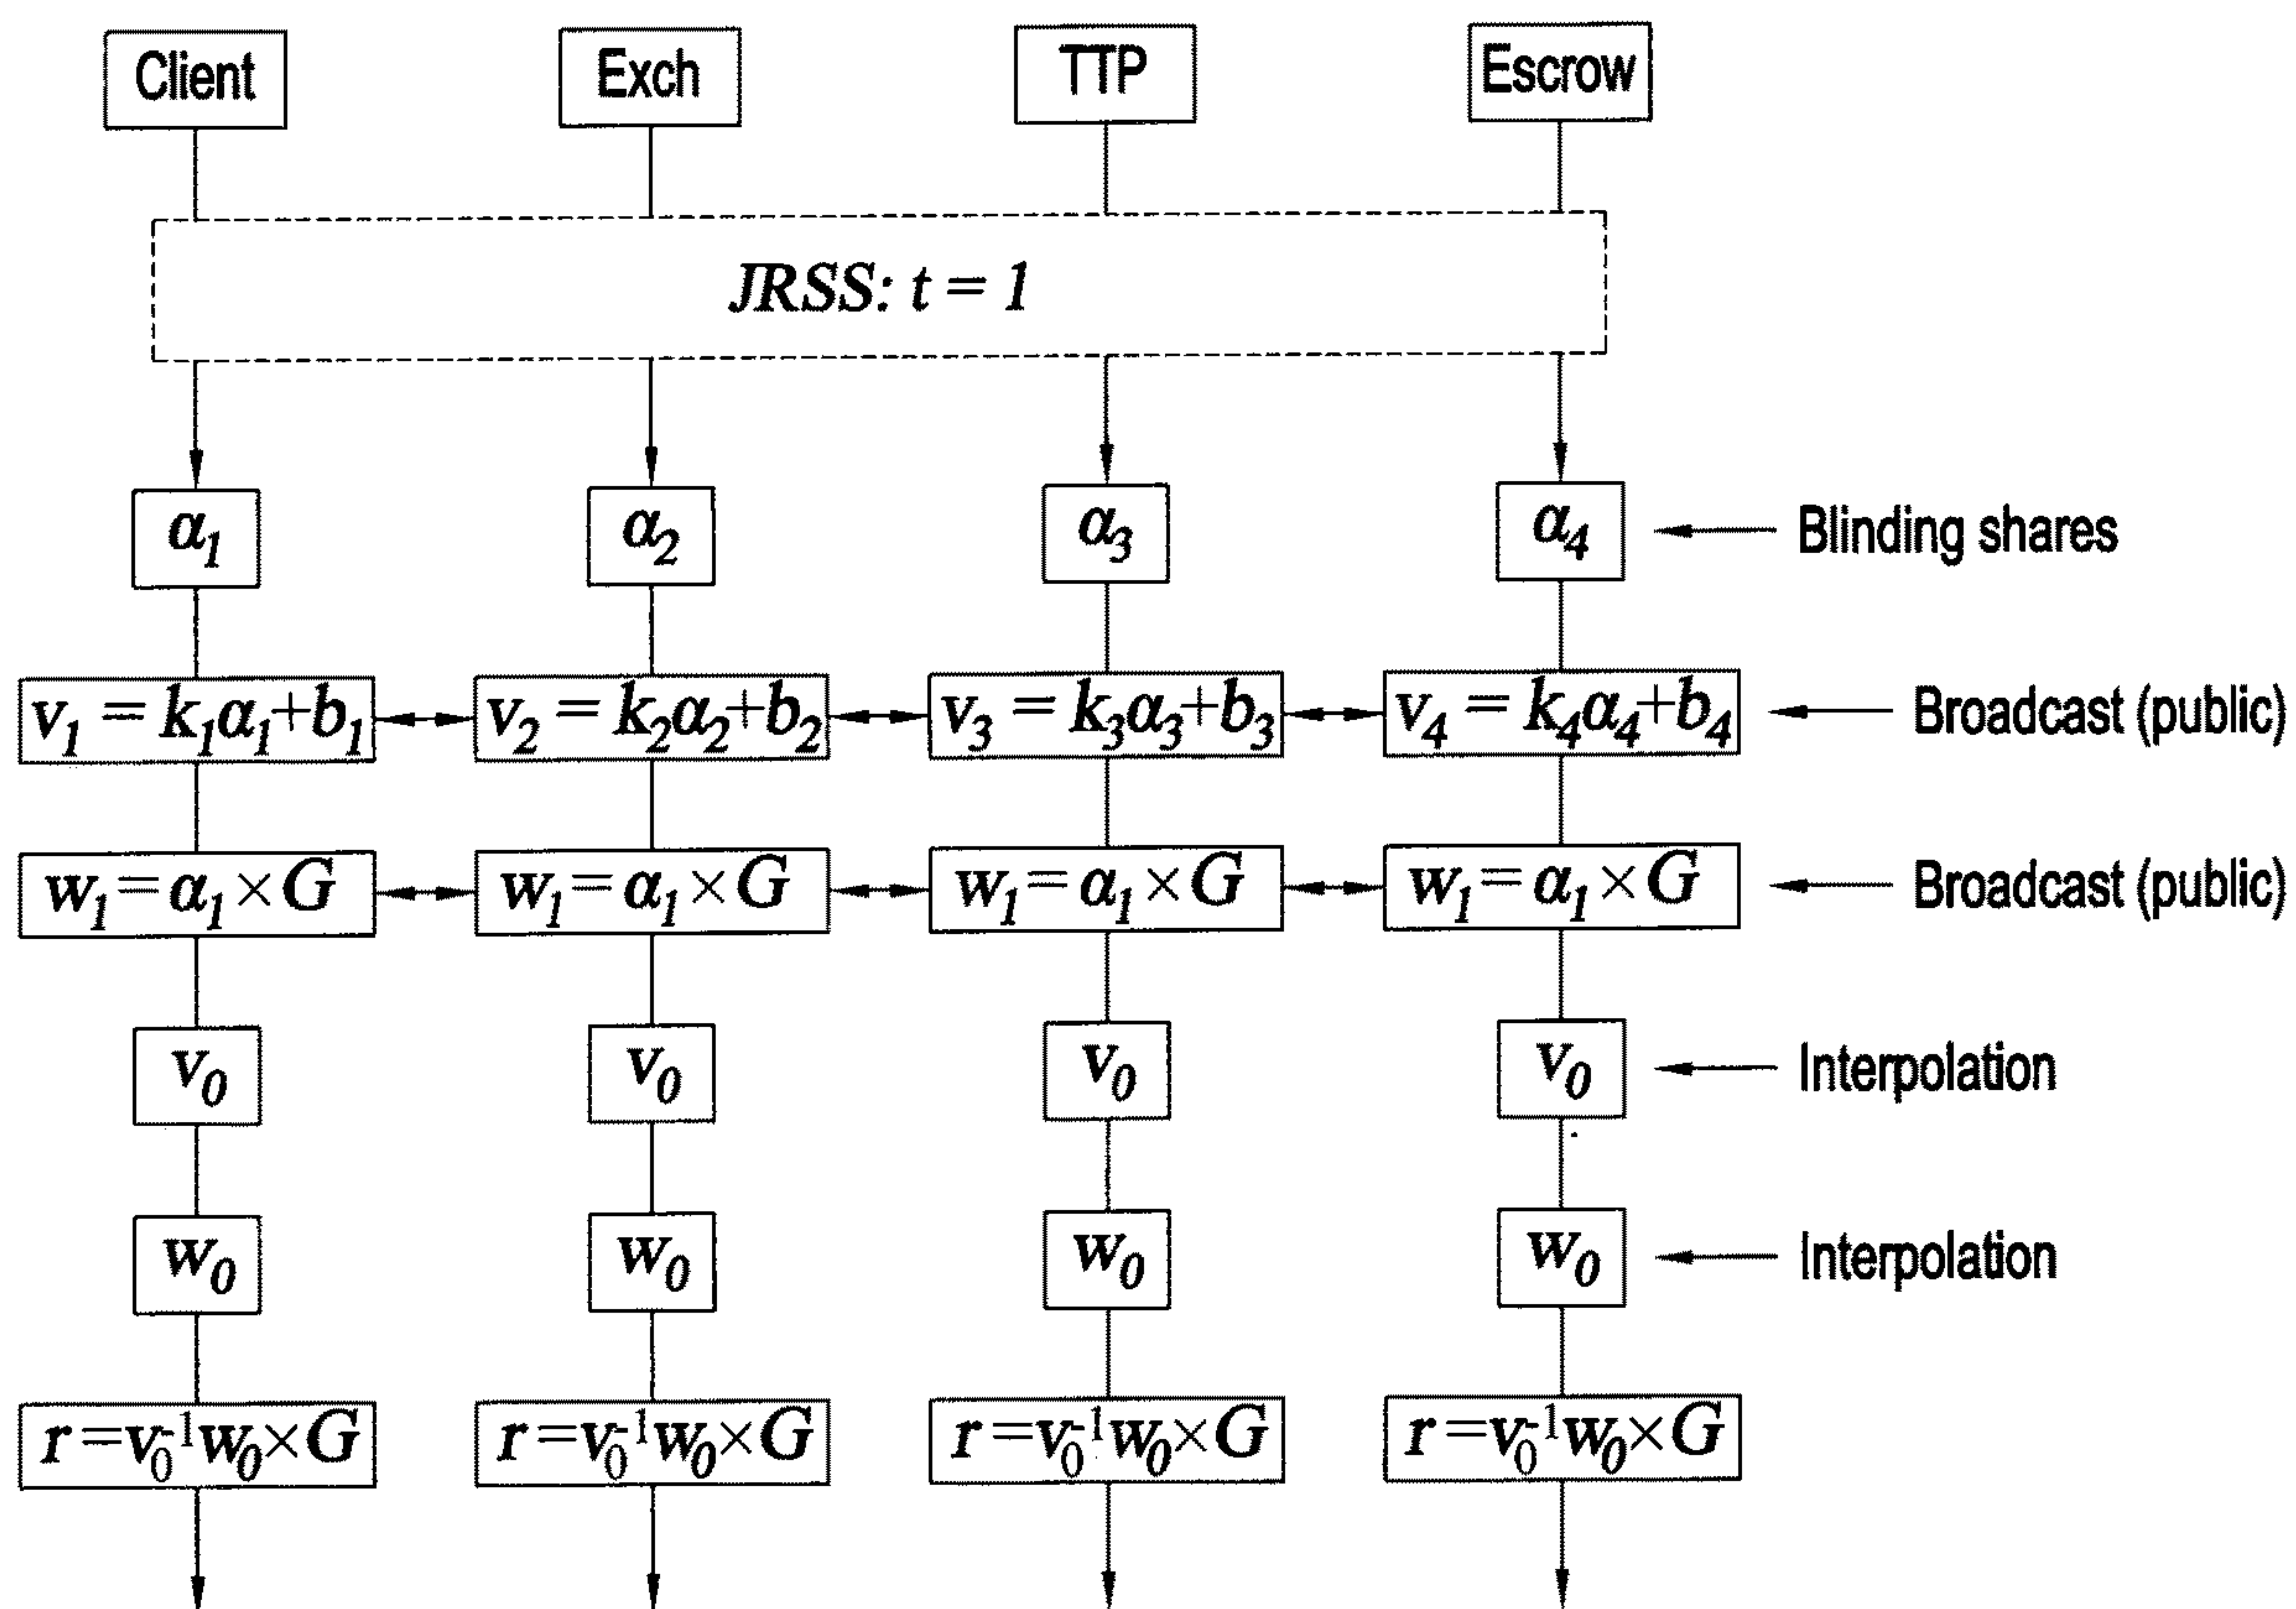 Client Exch TTP Escrow
JRSS: t = 1
α₁ α₂ α₃ α₄ Blinding shares
v₁ = k₁α₁+b₁ v₂ = k₂α₂+b₂ v₃ = k₃α₃+b₃ v₄ = k₄α₄+b₄ Broadcast (public)
w₁=α₁×G w₁=α₁×G w₁=α₁×G w₁=α₁×G Broadcast (public)
v₀ v₀ v₀ v₀ Interpolation
w₀ w₀ w₀ w₀ Interpolation
r=v₀⁻¹w₀×G r=v₀⁻¹w₀×G r=v₀⁻¹w₀×G r=v₀⁻¹w₀×G